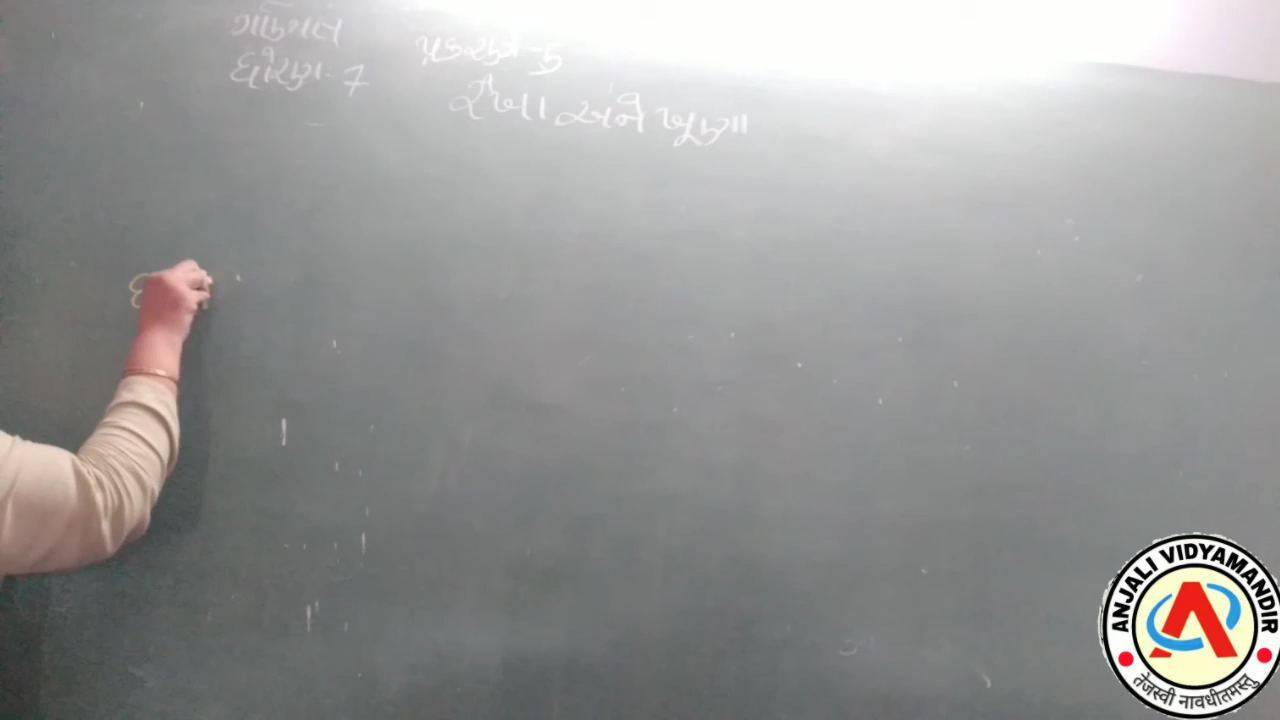 ગણિત
ધોરણ-7
પ્રકરણ-5
રેખા અને ખૂણા
ANJALI VIDYAMANDIR
A
तेजस्वी नावधीतमस्तु